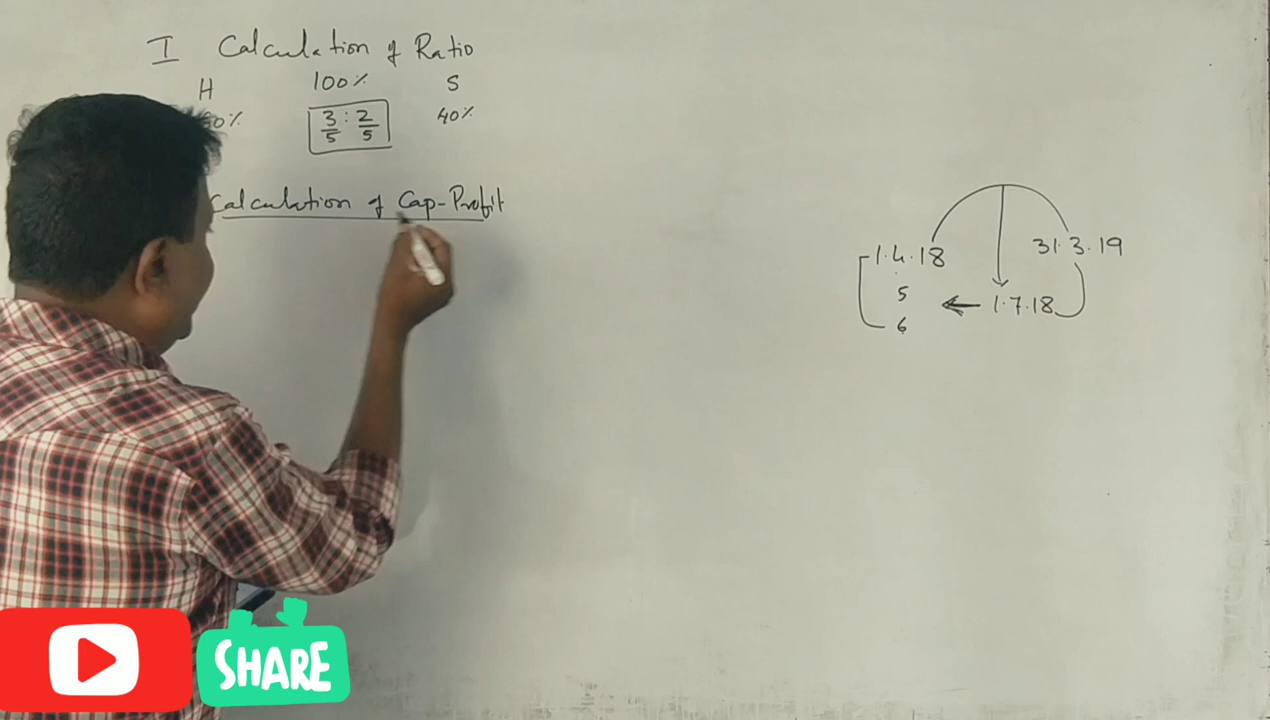 I Calculation of Ratio
H 100% S
0% 3/5 : 2/5 40%
Calculation of Cap-Profit
1.4.18 31.3.19
5 1.7.18
6
SHARE